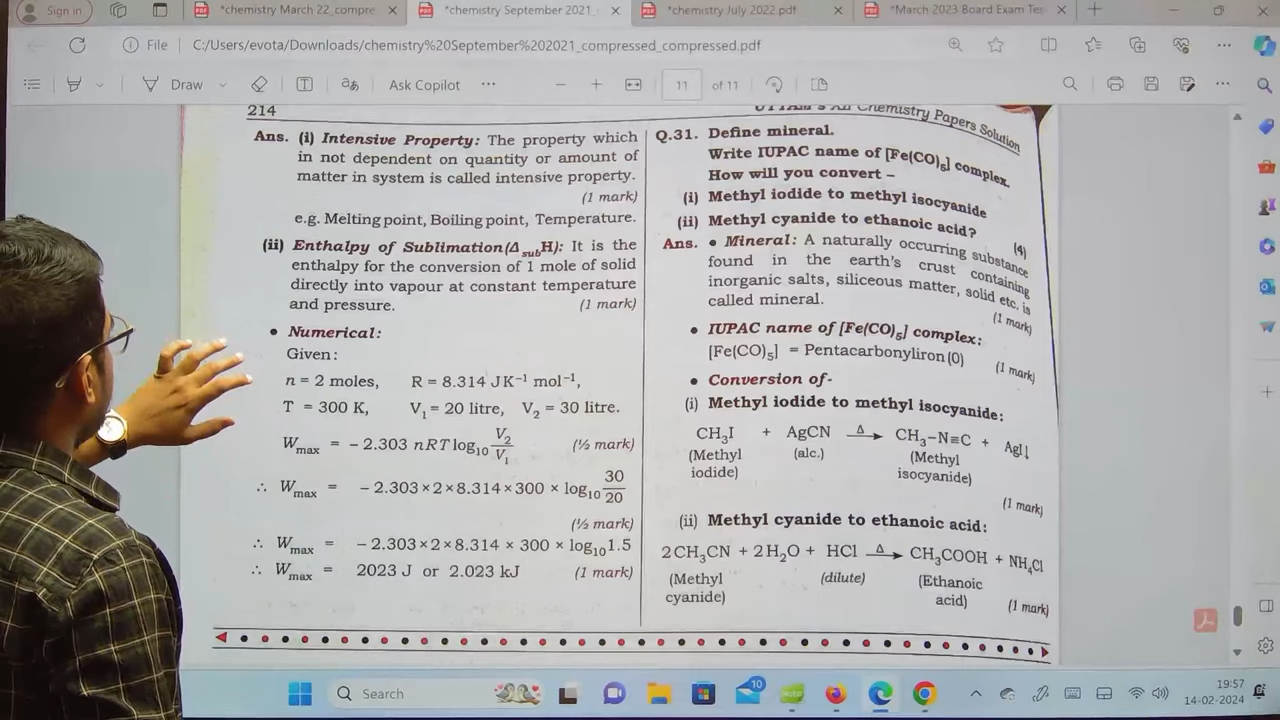 Sign in
*chemistry March 22_compre
*chemistry September 2021_
*chemistry July 2022.pdf
*March 2023 Board Exam Tes
File C:/Users/evota/Downloads/chemistry%20September%202021_compressed_compressed.pdf
Draw
Ask Copilot
11 of 11
214
Chemistry Papers Solution
Ans. (i) Intensive Property: The property which
in not dependent on quantity or amount of
matter in system is called intensive property.
(1 mark)
e.g. Melting point, Boiling point, Temperature.
(ii) Enthalpy of Sublimation(Δ_sub H): It is the
enthalpy for the conversion of 1 mole of solid
directly into vapour at constant temperature
and pressure. (1 mark)
• Numerical:
Given:
n = 2 moles, R = 8.314 JK⁻¹ mol⁻¹,
T = 300 K, V₁ = 20 litre, V₂ = 30 litre.
W_max = − 2.303 nRT log₁₀ V₂/V₁ (½ mark)
∴ W_max = − 2.303 × 2 × 8.314 × 300 × log₁₀ 30/20
(½ mark)
∴ W_max = − 2.303 × 2 × 8.314 × 300 × log₁₀ 1.5
∴ W_max = 2023 J or 2.023 kJ (1 mark)
Q.31. Define mineral.
Write IUPAC name of [Fe(CO)₅] complex.
How will you convert –
(i) Methyl iodide to methyl isocyanide
(ii) Methyl cyanide to ethanoic acid?
(4)
Ans. • Mineral: A naturally occurring substance
found in the earth's crust containing
inorganic salts, siliceous matter, solid etc. is
called mineral.
(1 mark)
• IUPAC name of [Fe(CO)₅] complex:
[Fe(CO)₅] = Pentacarbonyliron (0)
(1 mark)
• Conversion of-
(i) Methyl iodide to methyl isocyanide:
CH₃I + AgCN —Δ→ CH₃−N≡C + AgI↓
(Methyl (alc.) (Methyl
iodide) isocyanide)
(1 mark)
(ii) Methyl cyanide to ethanoic acid:
2CH₃CN + 2H₂O + HCl —Δ→ CH₃COOH + NH₄Cl
(Methyl (dilute) (Ethanoic
cyanide) acid) (1 mark)
Search
10
19:57
14-02-2024